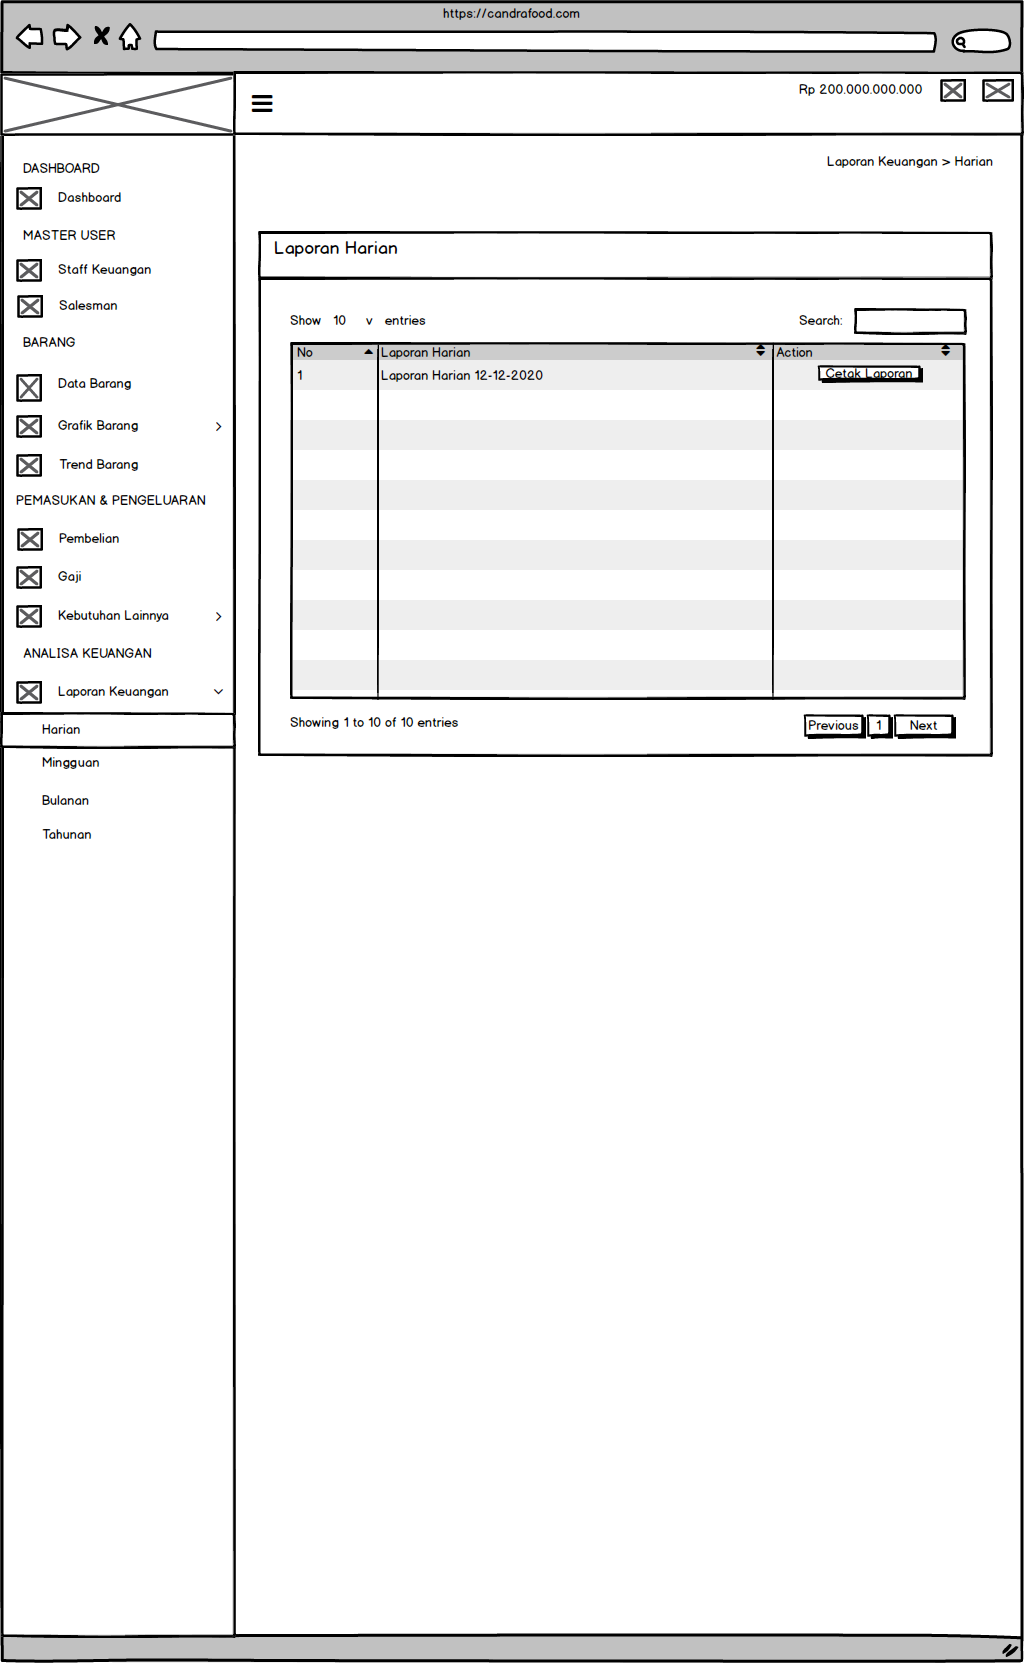 https://candrafood.com
Rp 200.000.000.000
Laporan Keuangan > Harian
DASHBOARD
Dashboard
MASTER USER
Staff Keuangan
Salesman
BARANG
Data Barang
Grafik Barang
Trend Barang
PEMASUKAN & PENGELUARAN
Pembelian
Gaji
Kebutuhan Lainnya
ANALISA KEUANGAN
Laporan Keuangan
Harian
Mingguan
Bulanan
Tahunan
Laporan Harian
Show 10 v entries Search:
No Laporan Harian Action
1 Laporan Harian 12-12-2020 Cetak Laporan
Showing 1 to 10 of 10 entries Previous 1 Next